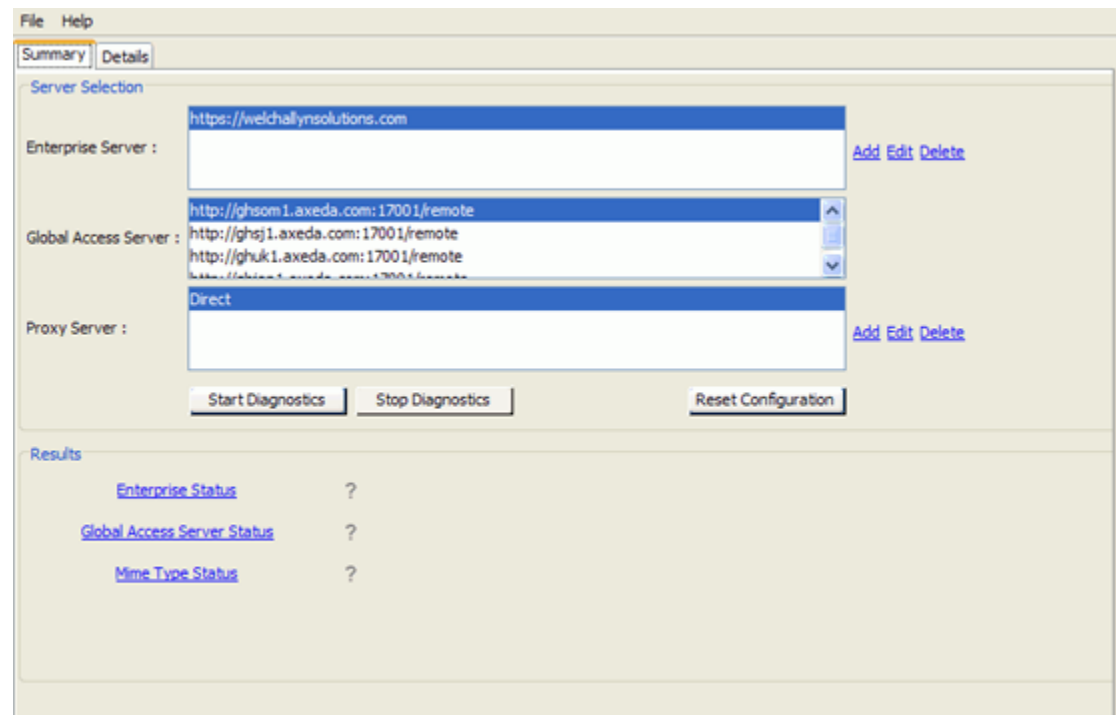 File Help
Summary Details
Server Selection
https://welchallynsolutions.com
Enterprise Server :
Add Edit Delete
http://ghsom1.axeda.com:17001/remote
Global Access Server :
http://ghsj1.axeda.com:17001/remote
http://ghuk1.axeda.com:17001/remote
Direct
Proxy Server :
Add Edit Delete
Start Diagnostics Stop Diagnostics Reset Configuration
Results
Enterprise Status ?
Global Access Server Status ?
Mime Type Status ?